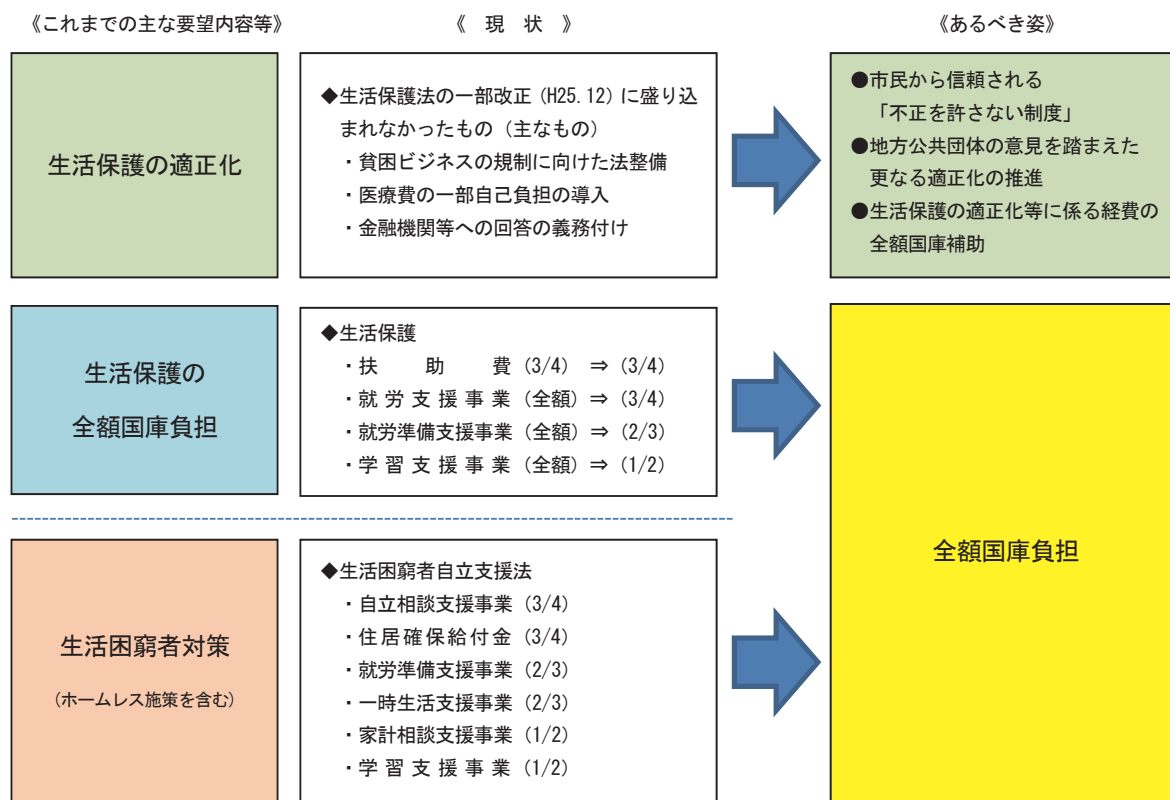 《これまでの主な要望内容等》
《 現 状 》
《あるべき姿》
生活保護の適正化
◆生活保護法の一部改正(H25.12)に盛り込
まれなかったもの(主なもの)
・貧困ビジネスの規制に向けた法整備
・医療費の一部自己負担の導入
・金融機関等への回答の義務付け
●市民から信頼される
「不正を許さない制度」
●地方公共団体の意見を踏まえた
更なる適正化の推進
●生活保護の適正化等に係る経費の
全額国庫補助
生活保護の
全額国庫負担
◆生活保護
・扶 助 費(3/4) ⇒(3/4)
・就労支援事業(全額)⇒(3/4)
・就労準備支援事業(全額)⇒(2/3)
・学習支援事業(全額)⇒(1/2)
全額国庫負担
生活困窮者対策
(ホームレス施策を含む)
◆生活困窮者自立支援法
・自立相談支援事業(3/4)
・住居確保給付金(3/4)
・就労準備支援事業(2/3)
・一時生活支援事業(2/3)
・家計相談支援事業(1/2)
・学習支援事業(1/2)